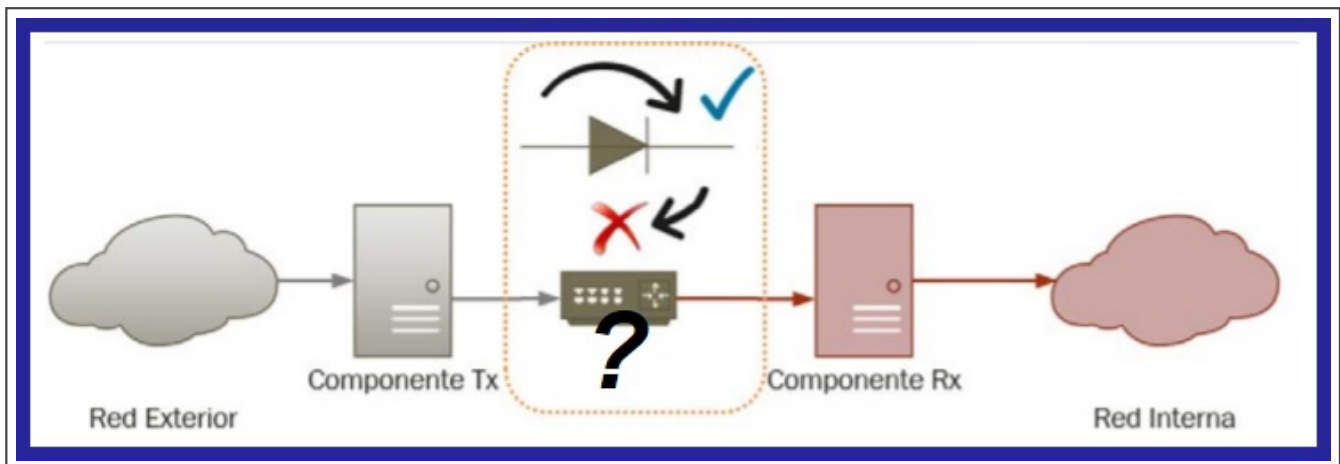 ?
Componente Tx
Componente Rx
Red Exterior
Red Interna